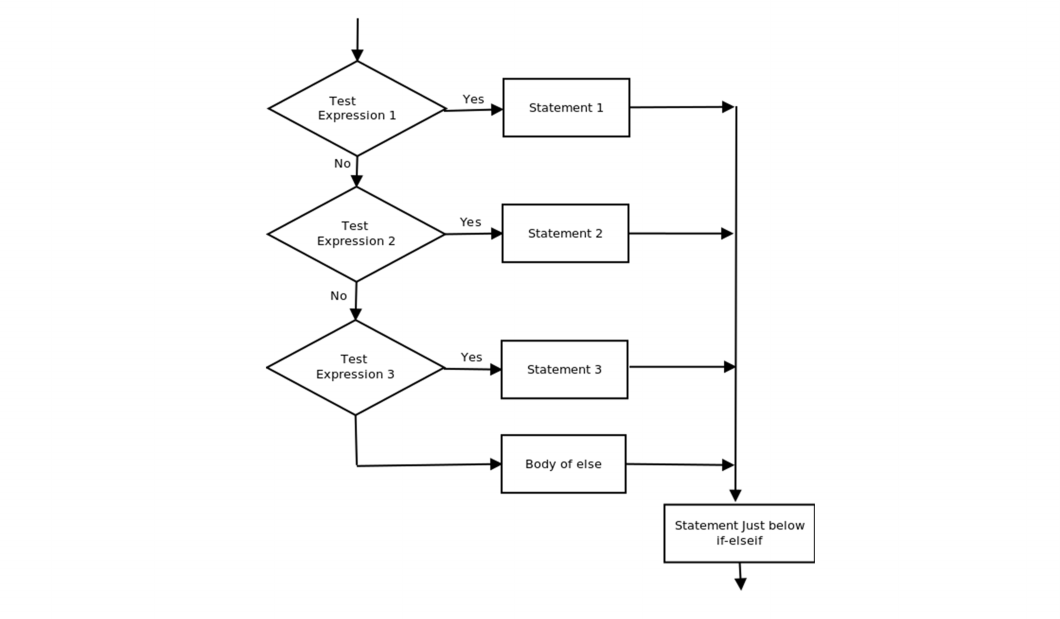 Test
Expression 1
Yes
Statement 1
No
Test
Expression 2
Yes
Statement 2
No
Test
Expression 3
Yes
Statement 3
Body of else
Statement Just below
if-elseif